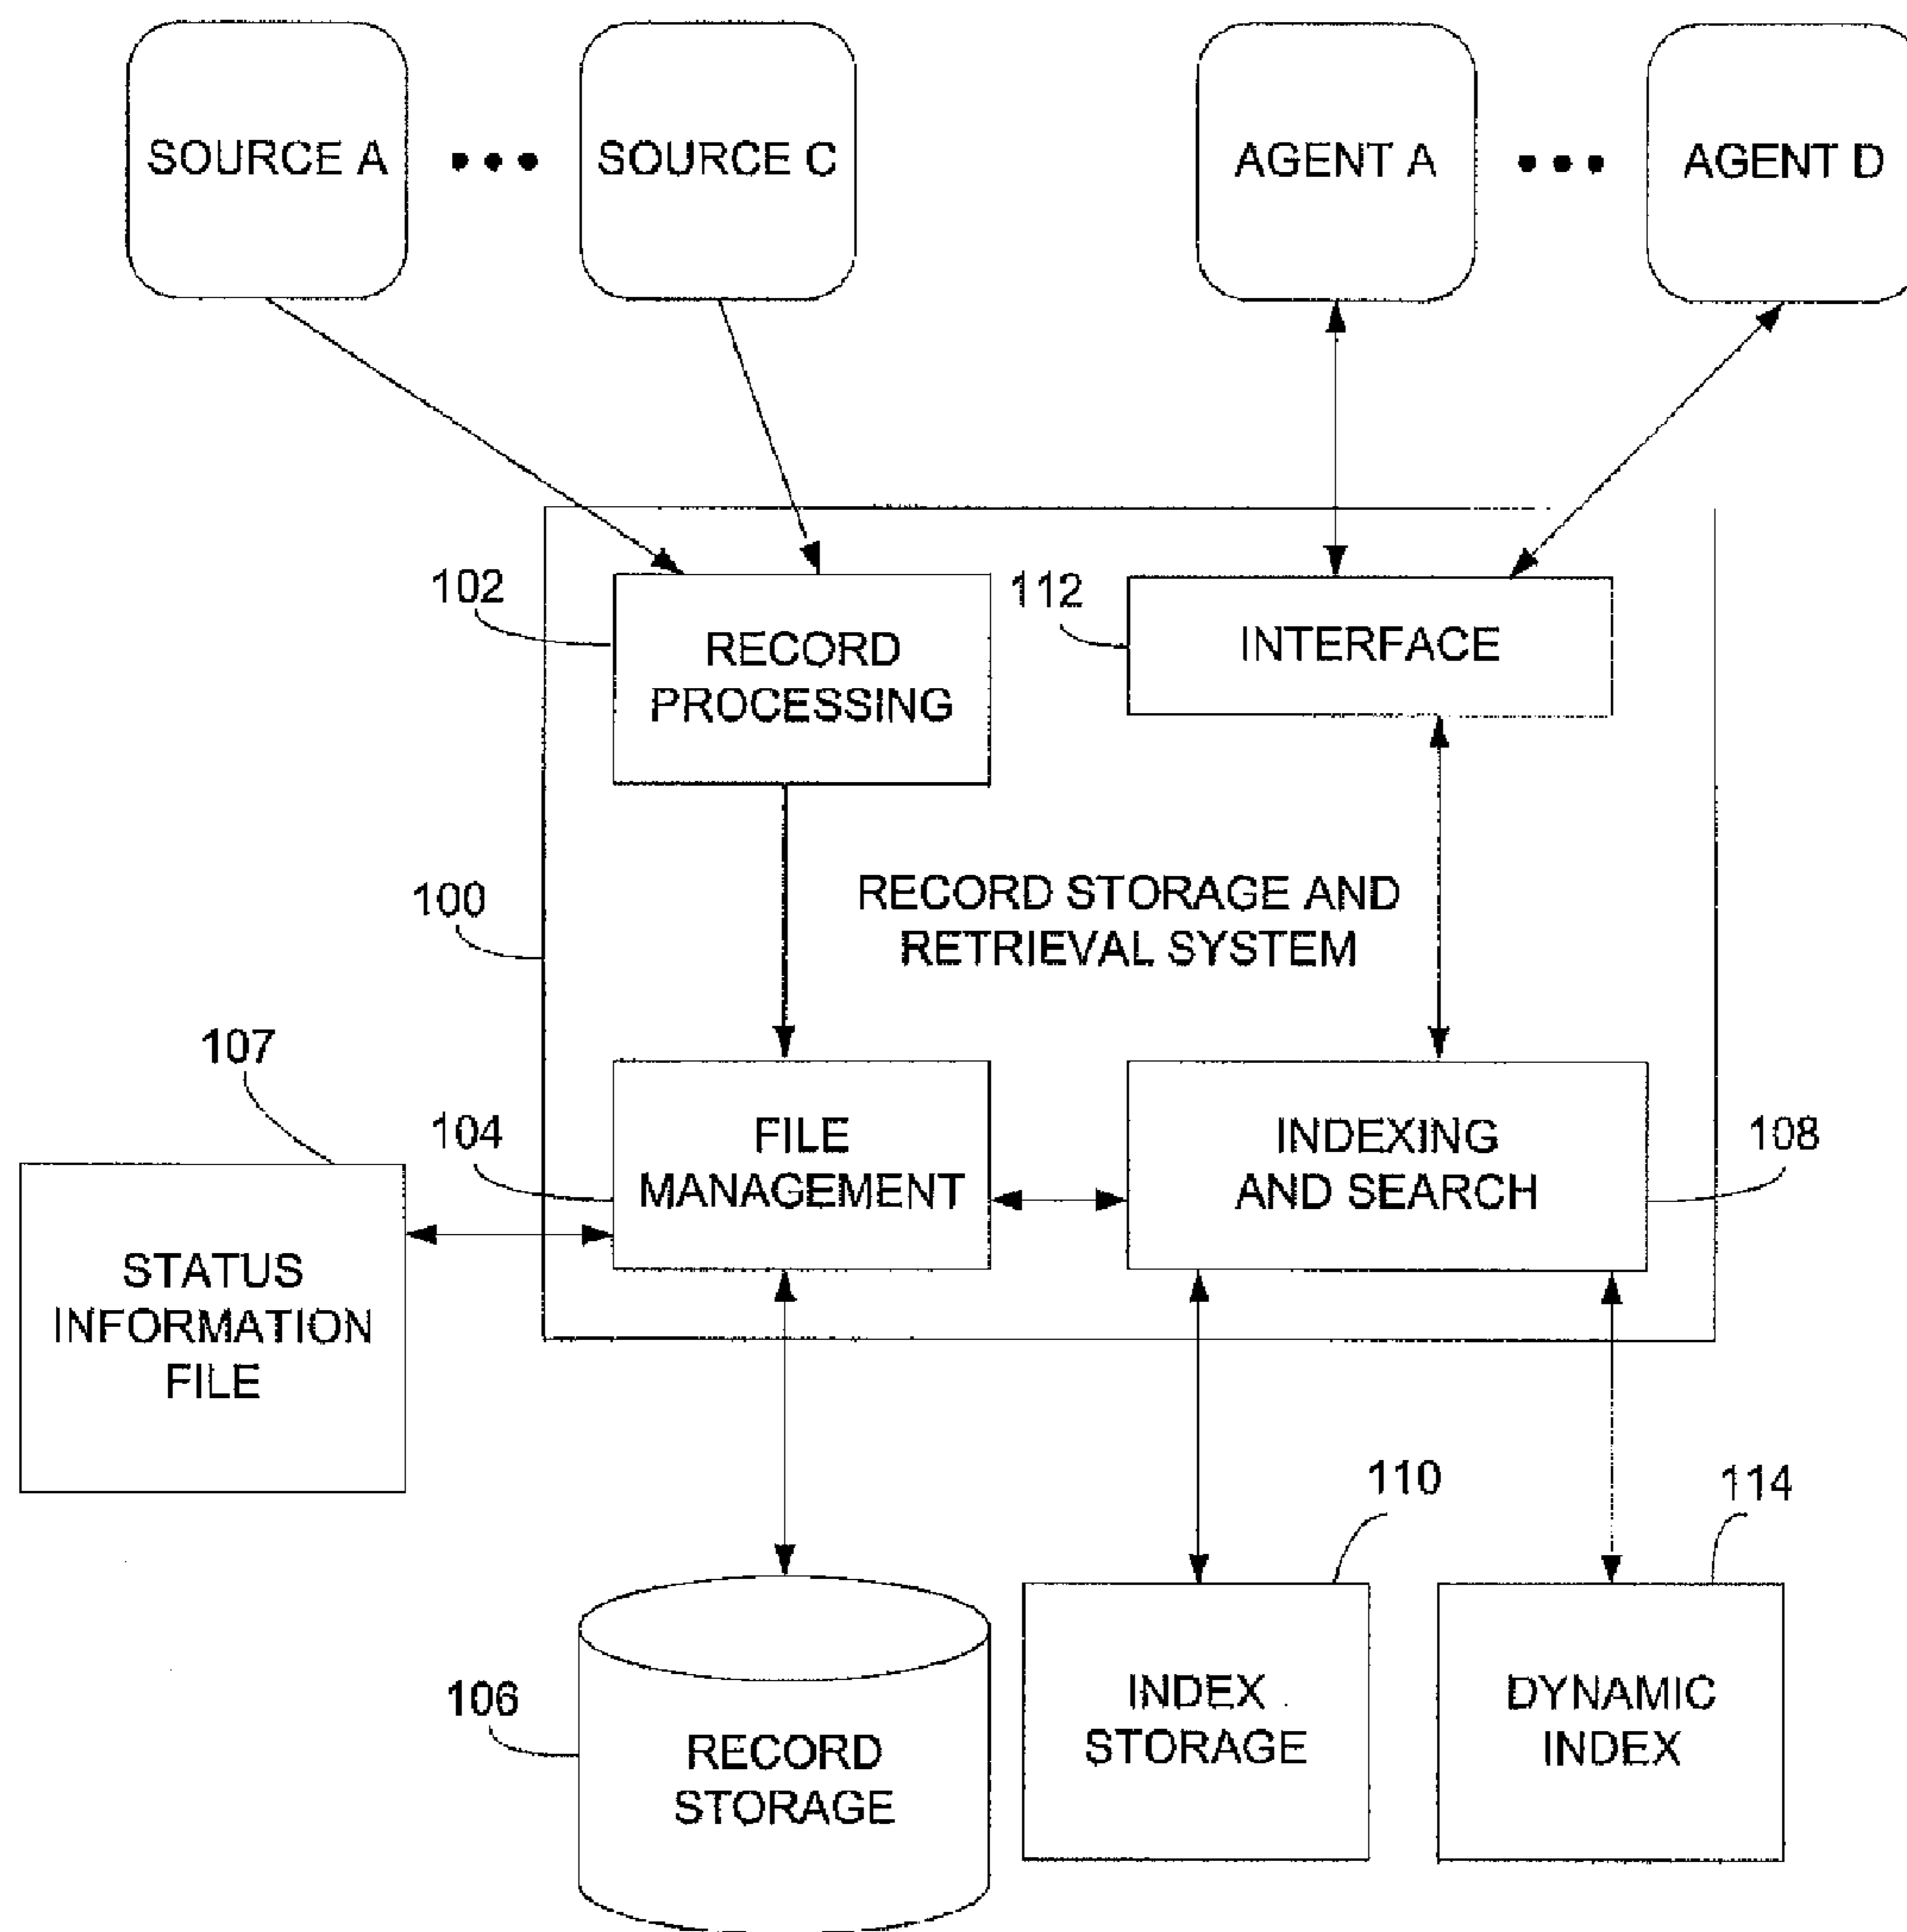 SOURCE A
SOURCE C
AGENT A
AGENT D
102
RECORD
PROCESSING
112
INTERFACE
100
RECORD STORAGE AND
RETRIEVAL SYSTEM
107
STATUS
INFORMATION
FILE
104
FILE
MANAGEMENT
INDEXING
AND SEARCH
108
106
RECORD
STORAGE
110
INDEX
STORAGE
114
DYNAMIC
INDEX